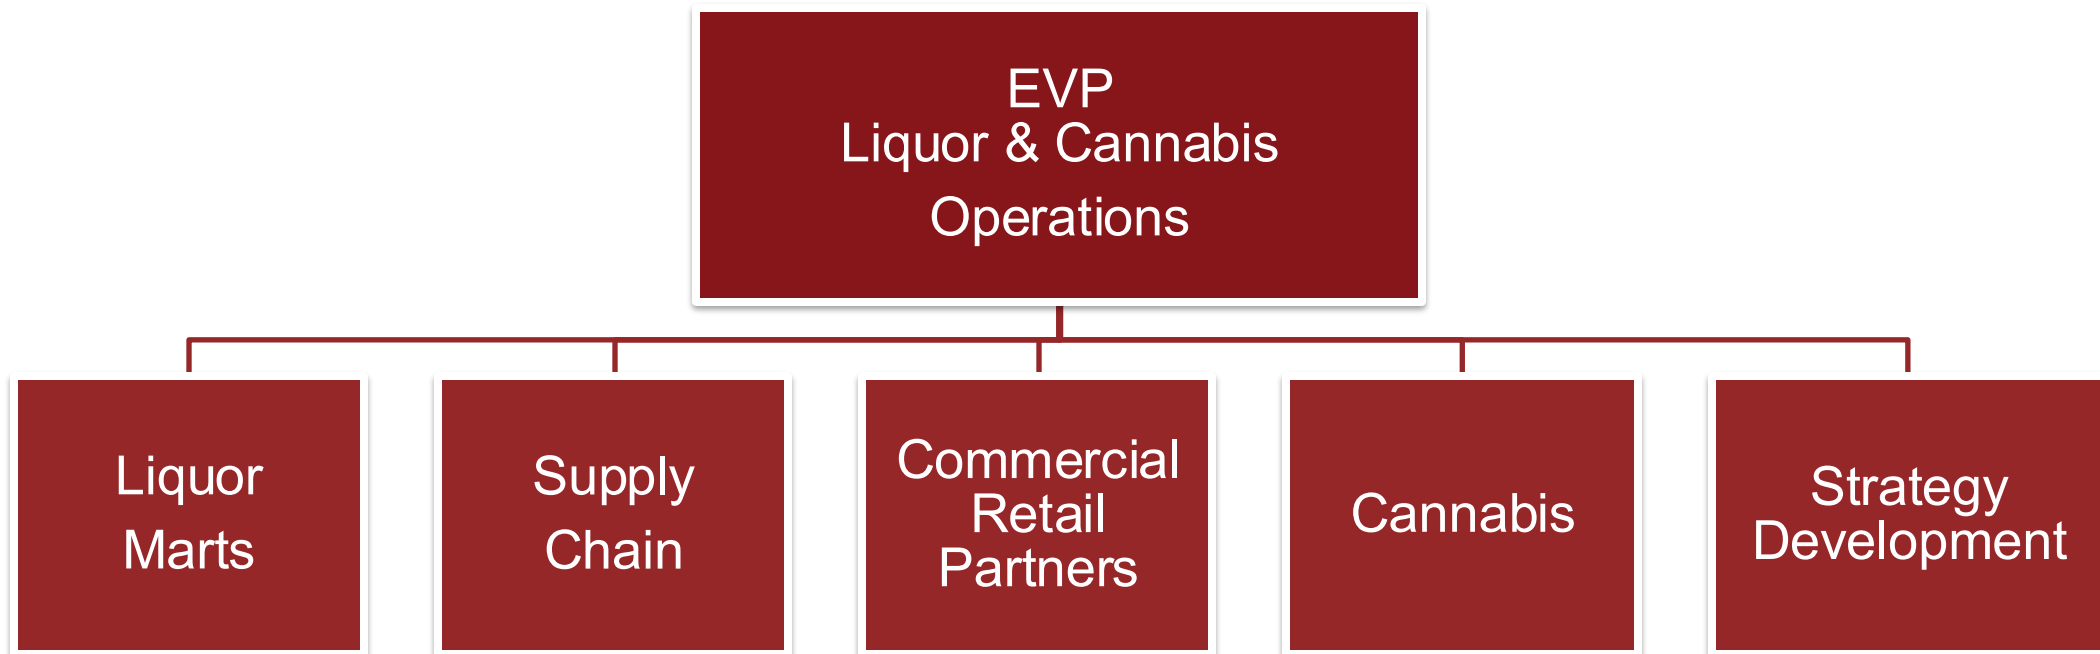 EVP
Liquor & Cannabis
Operations
Liquor
Marts
Supply
Chain
Commercial
Retail
Partners
Cannabis
Strategy
Development